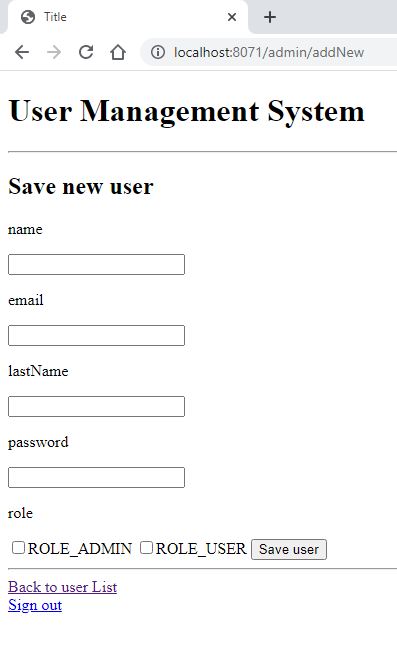 Title
localhost:8071/admin/addNew
User Management System
Save new user
name
email
lastName
password
role
ROLE_ADMIN ROLE_USER Save user
Back to user List
Sign out